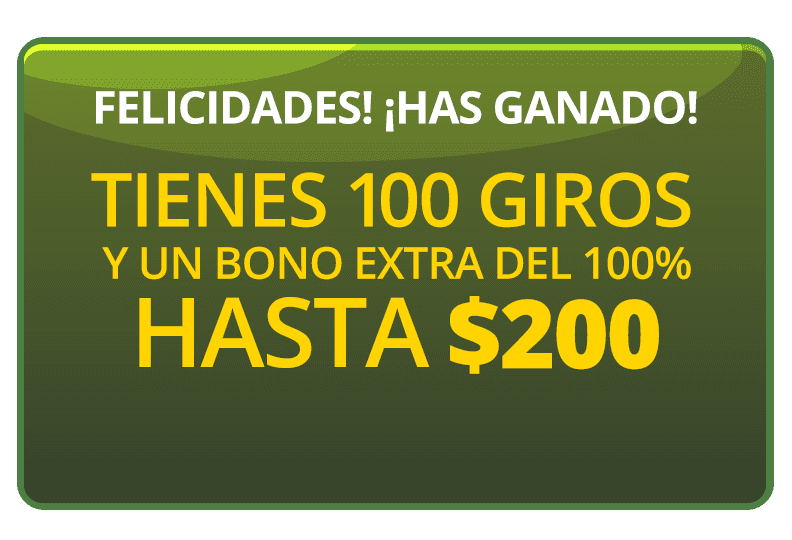 FELICIDADES! ¡HAS GANADO!
TIENES 100 GIROS
Y UN BONO EXTRA DEL 100%
HASTA $200